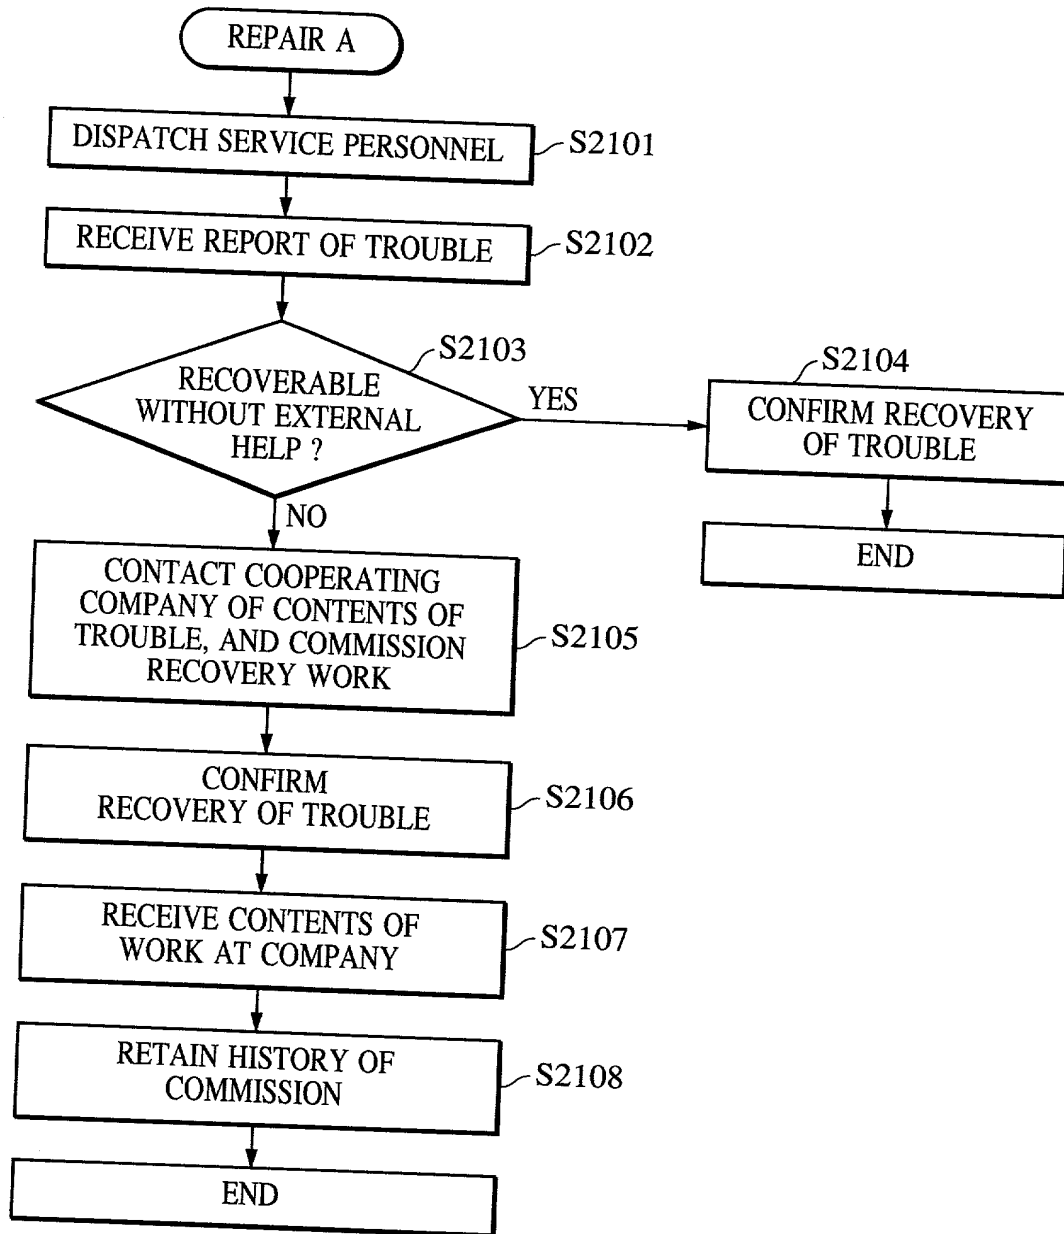 REPAIR A
DISPATCH SERVICE PERSONNEL
S2101
RECEIVE REPORT OF TROUBLE
S2102
S2103
RECOVERABLE
WITHOUT EXTERNAL
HELP ?
YES
S2104
CONFIRM RECOVERY
OF TROUBLE
END
NO
CONTACT COOPERATING
COMPANY OF CONTENTS OF
TROUBLE, AND COMMISSION
RECOVERY WORK
S2105
CONFIRM
RECOVERY OF TROUBLE
S2106
RECEIVE CONTENTS OF
WORK AT COMPANY
S2107
RETAIN HISTORY OF
COMMISSION
S2108
END